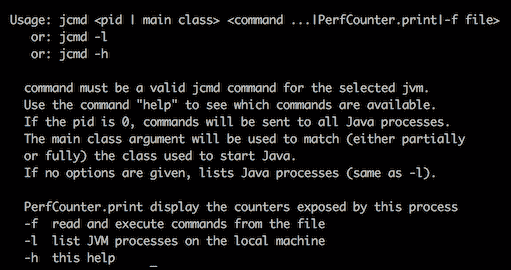 Usage: jcmd <pid | main class> <command ...|PerfCounter.print|-f file>
or: jcmd -l
or: jcmd -h
command must be a valid jcmd command for the selected jvm.
Use the command "help" to see which commands are available.
If the pid is 0, commands will be sent to all Java processes.
The main class argument will be used to match (either partially
or fully) the class used to start Java.
If no options are given, lists Java processes (same as -l).
PerfCounter.print display the counters exposed by this process
-f  read and execute commands from the file
-l  list JVM processes on the local machine
-h  this help